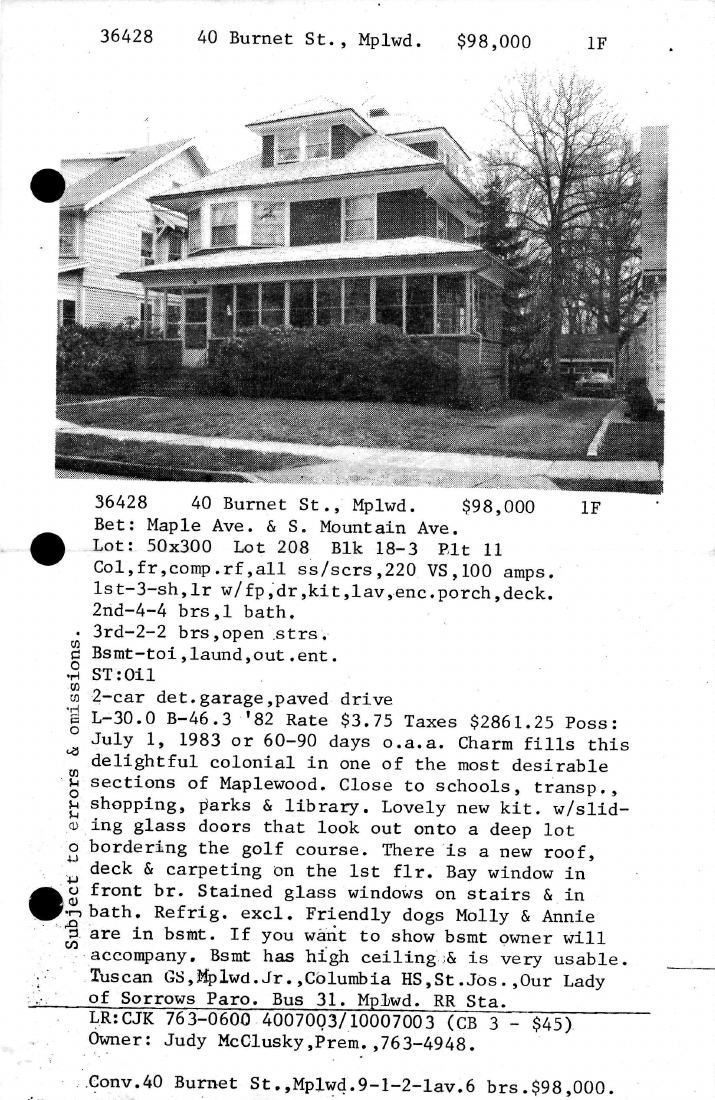 36428 40 Burnet St., Mplwd. $98,000 1F
36428 40 Burnet St., Mplwd. $98,000 1F
Bet: Maple Ave. & S. Mountain Ave.
Lot: 50x300 Lot 208 Blk 18-3 Plt 11
Col,fr,comp.rf,all ss/scrs,220 VS,100 amps.
1st-3-sh,lr w/fp,dr,kit,lav,enc.porch,deck.
2nd-4-4 brs,1 bath.
3rd-2-2 brs,open strs.
Bsmt-toi,laund,out.ent.
ST:Oil
2-car det.garage,paved drive
L-30.0 B-46.3 '82 Rate $3.75 Taxes $2861.25 Poss:
July 1, 1983 or 60-90 days o.a.a. Charm fills this
delightful colonial in one of the most desirable
sections of Maplewood. Close to schools, transp.,
shopping, parks & library. Lovely new kit. w/slid-
ing glass doors that look out onto a deep lot
bordering the golf course. There is a new roof,
deck & carpeting on the 1st flr. Bay window in
front br. Stained glass windows on stairs & in
bath. Refrig. excl. Friendly dogs Molly & Annie
are in bsmt. If you want to show bsmt owner will
accompany. Bsmt has high ceiling & is very usable.
Tuscan GS,Mplwd.Jr.,Columbia HS,St.Jos.,Our Lady
of Sorrows Paro. Bus 31. Mplwd. RR Sta.
LR:CJK 763-0600 4007003/10007003 (CB 3 - $45)
Owner: Judy McClusky,Prem.,763-4948.
Conv.40 Burnet St.,Mplwd.9-1-2-1av.6 brs.$98,000.
Subject to errors & omissions.